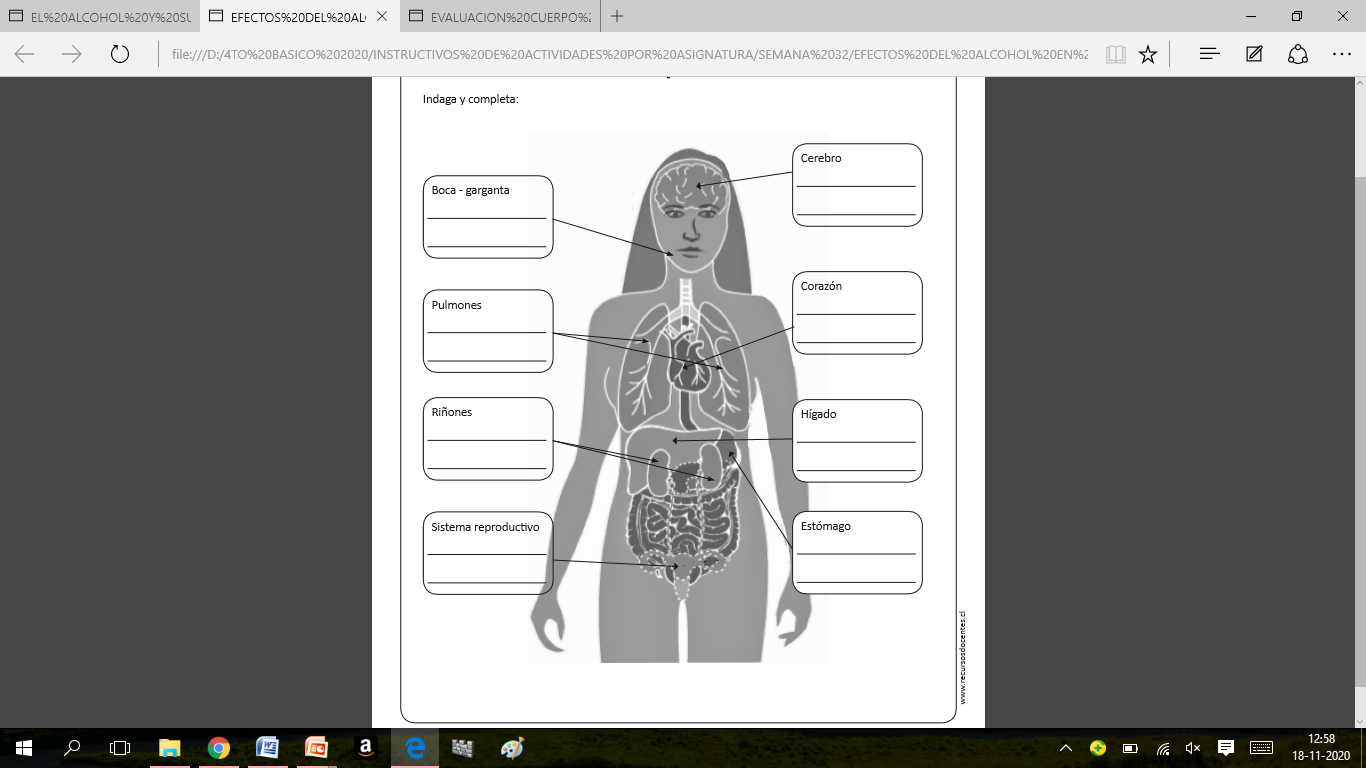 EL%20ALCOHOL%20Y%20SU
EFECTOS%20DEL%20AL
EVALUACION%20CUERPO%
file:///D:/4TO%20BASICO%202020/INSTRUCTIVOS%20DE%20ACTIVIDADES%20POR%20ASIGNATURA/SEMANA%2032/EFECTOS%20DEL%20ALCOHOL%20EN%2
Indaga y completa:
Cerebro
Boca - garganta
Corazón
Pulmones
Riñones
Hígado
Sistema reproductivo
Estómago
www.recursosdocentes.cl
12:58
18-11-2020